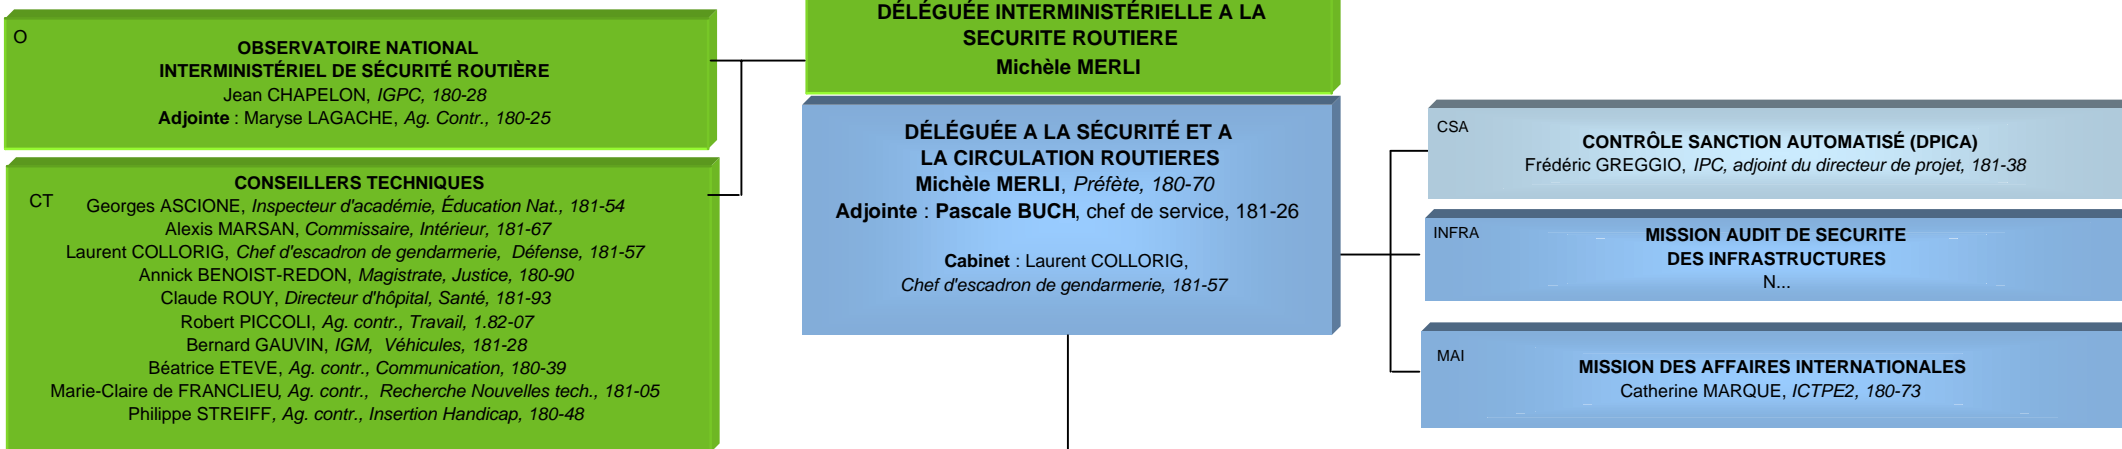 O
OBSERVATOIRE NATIONAL
INTERMINISTÉRIEL DE SÉCURITÉ ROUTIÈRE
Jean CHAPELON, IGPC, 180-28
Adjointe : Maryse LAGACHE, Ag. Contr., 180-25
CT
CONSEILLERS TECHNIQUES
Georges ASCIONE, Inspecteur d'académie, Éducation Nat., 181-54
Alexis MARSAN, Commissaire, Intérieur, 181-67
Laurent COLLORIG, Chef d'escadron de gendarmerie, Défense, 181-57
Annick BENOIST-REDON, Magistrate, Justice, 180-90
Claude ROUY, Directeur d'hôpital, Santé, 181-93
Robert PICCOLI, Ag. contr., Travail, 1.82-07
Bernard GAUVIN, IGM, Véhicules, 181-28
Béatrice ETEVE, Ag. contr., Communication, 180-39
Marie-Claire de FRANCLIEU, Ag. contr., Recherche Nouvelles tech., 181-05
Philippe STREIFF, Ag. contr., Insertion Handicap, 180-48
DÉLÉGUÉE INTERMINISTÉRIELLE A LA
SECURITE ROUTIERE
Michèle MERLI
DÉLÉGUÉE A LA SÉCURITÉ ET A
LA CIRCULATION ROUTIERES
Michèle MERLI, Préfète, 180-70
Adjointe : Pascale BUCH, chef de service, 181-26
Cabinet : Laurent COLLORIG,
Chef d'escadron de gendarmerie, 181-57
CSA
CONTRÔLE SANCTION AUTOMATISÉ (DPICA)
Frédéric GREGGIO, IPC, adjoint du directeur de projet, 181-38
INFRA
MISSION AUDIT DE SECURITE
DES INFRASTRUCTURES
N...
MAI
MISSION DES AFFAIRES INTERNATIONALES
Catherine MARQUE, ICTPE2, 180-73